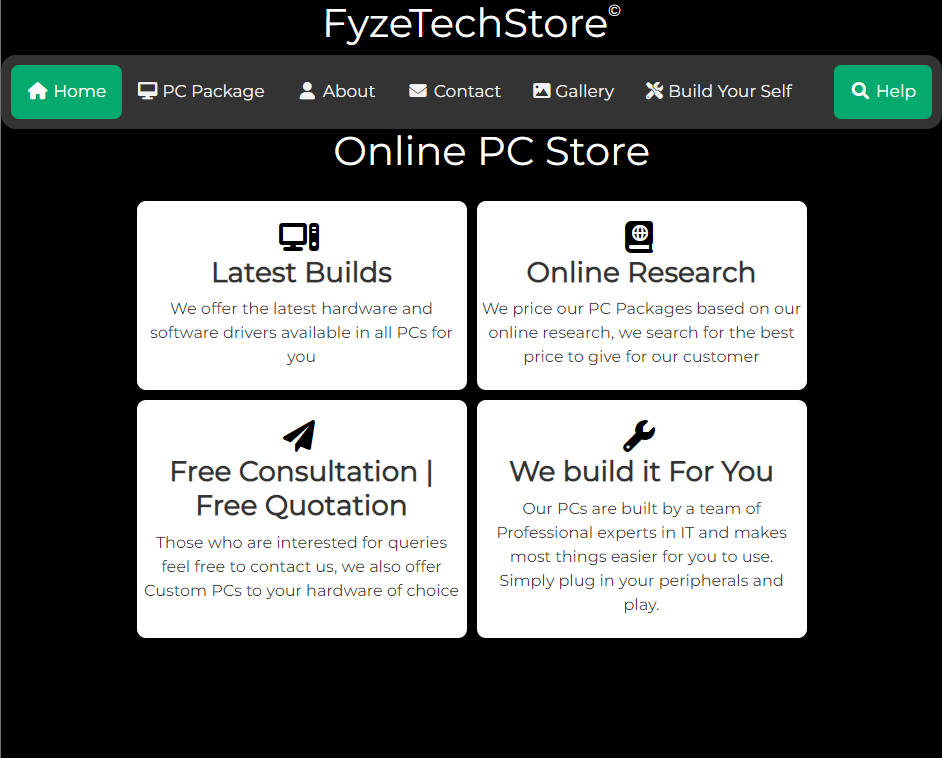 FyzeTechStore©
Home PC Package About Contact Gallery Build Your Self Help
Online PC Store
Latest Builds
We offer the latest hardware and
software drivers available in all PCs for
you
Online Research
We price our PC Packages based on our
online research, we search for the best
price to give for our customer
Free Consultation |
Free Quotation
Those who are interested for queries
feel free to contact us, we also offer
Custom PCs to your hardware of choice
We build it For You
Our PCs are built by a team of
Professional experts in IT and makes
most things easier for you to use.
Simply plug in your peripherals and
play.